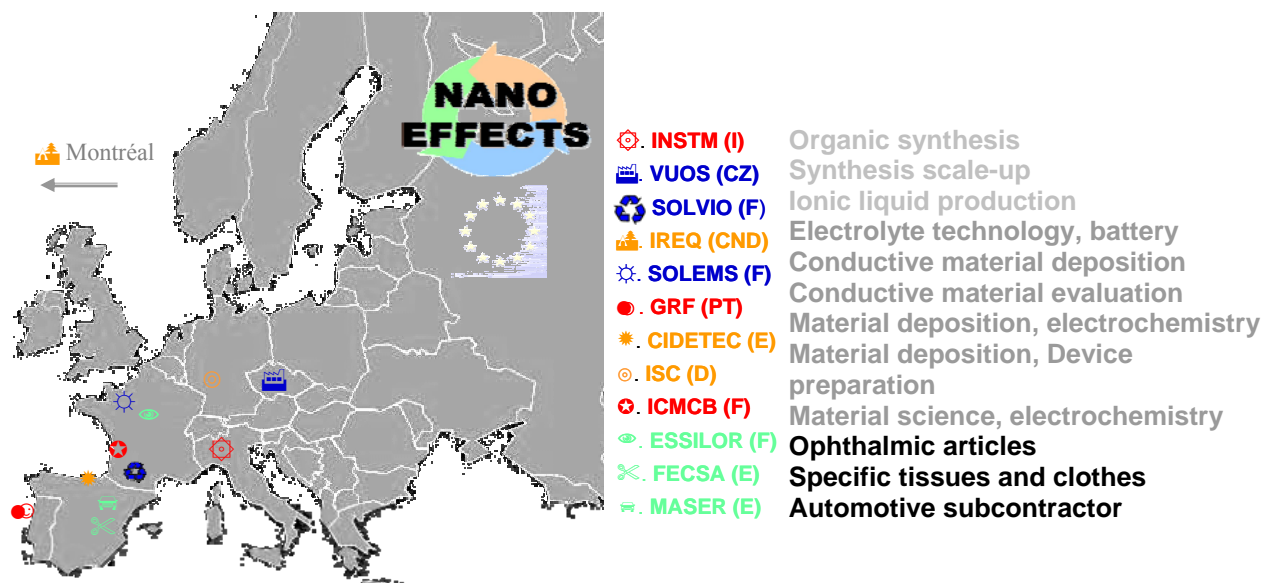 NANO
EFFECTS
Montréal
. INSTM (I) Organic synthesis
. VUOS (CZ) Synthesis scale-up
. SOLVIO (F) Ionic liquid production
. IREQ (CND) Electrolyte technology, battery
. SOLEMS (F) Conductive material deposition
. GRF (PT) Conductive material evaluation
. CIDETEC (E) Material deposition, electrochemistry
. ISC (D) Material deposition, Device
preparation
. ICMCB (F) Material science, electrochemistry
. ESSILOR (F) Ophthalmic articles
. FECSA (E) Specific tissues and clothes
. MASER (E) Automotive subcontractor